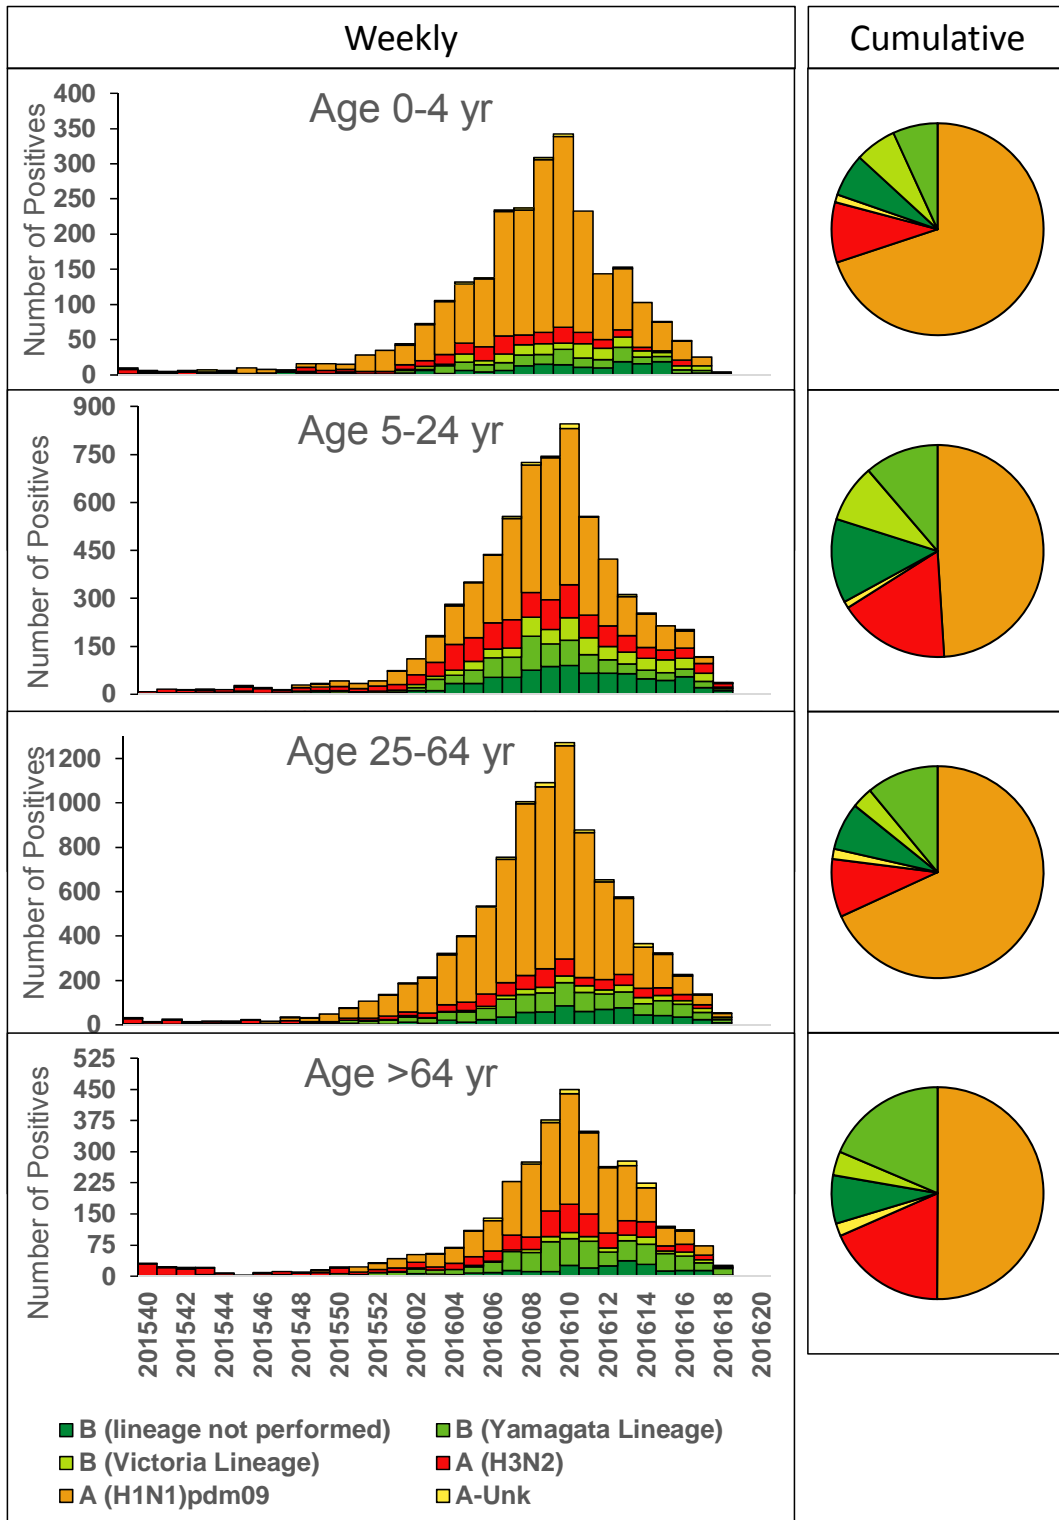 Weekly
Cumulative
Age 0-4 yr
Number of Positives
400
350
300
250
200
150
100
50
0
Age 5-24 yr
Number of Positives
900
750
600
450
300
150
0
Age 25-64 yr
Number of Positives
1200
1000
800
600
400
200
0
Age >64 yr
Number of Positives
525
450
375
300
225
150
75
0
201540 201542 201544 201546 201548 201550 201552 201602 201604 201606 201608 201610 201612 201614 201616 201618 201620
B (lineage not performed) B (Yamagata Lineage)
B (Victoria Lineage) A (H3N2)
A (H1N1)pdm09 A-Unk